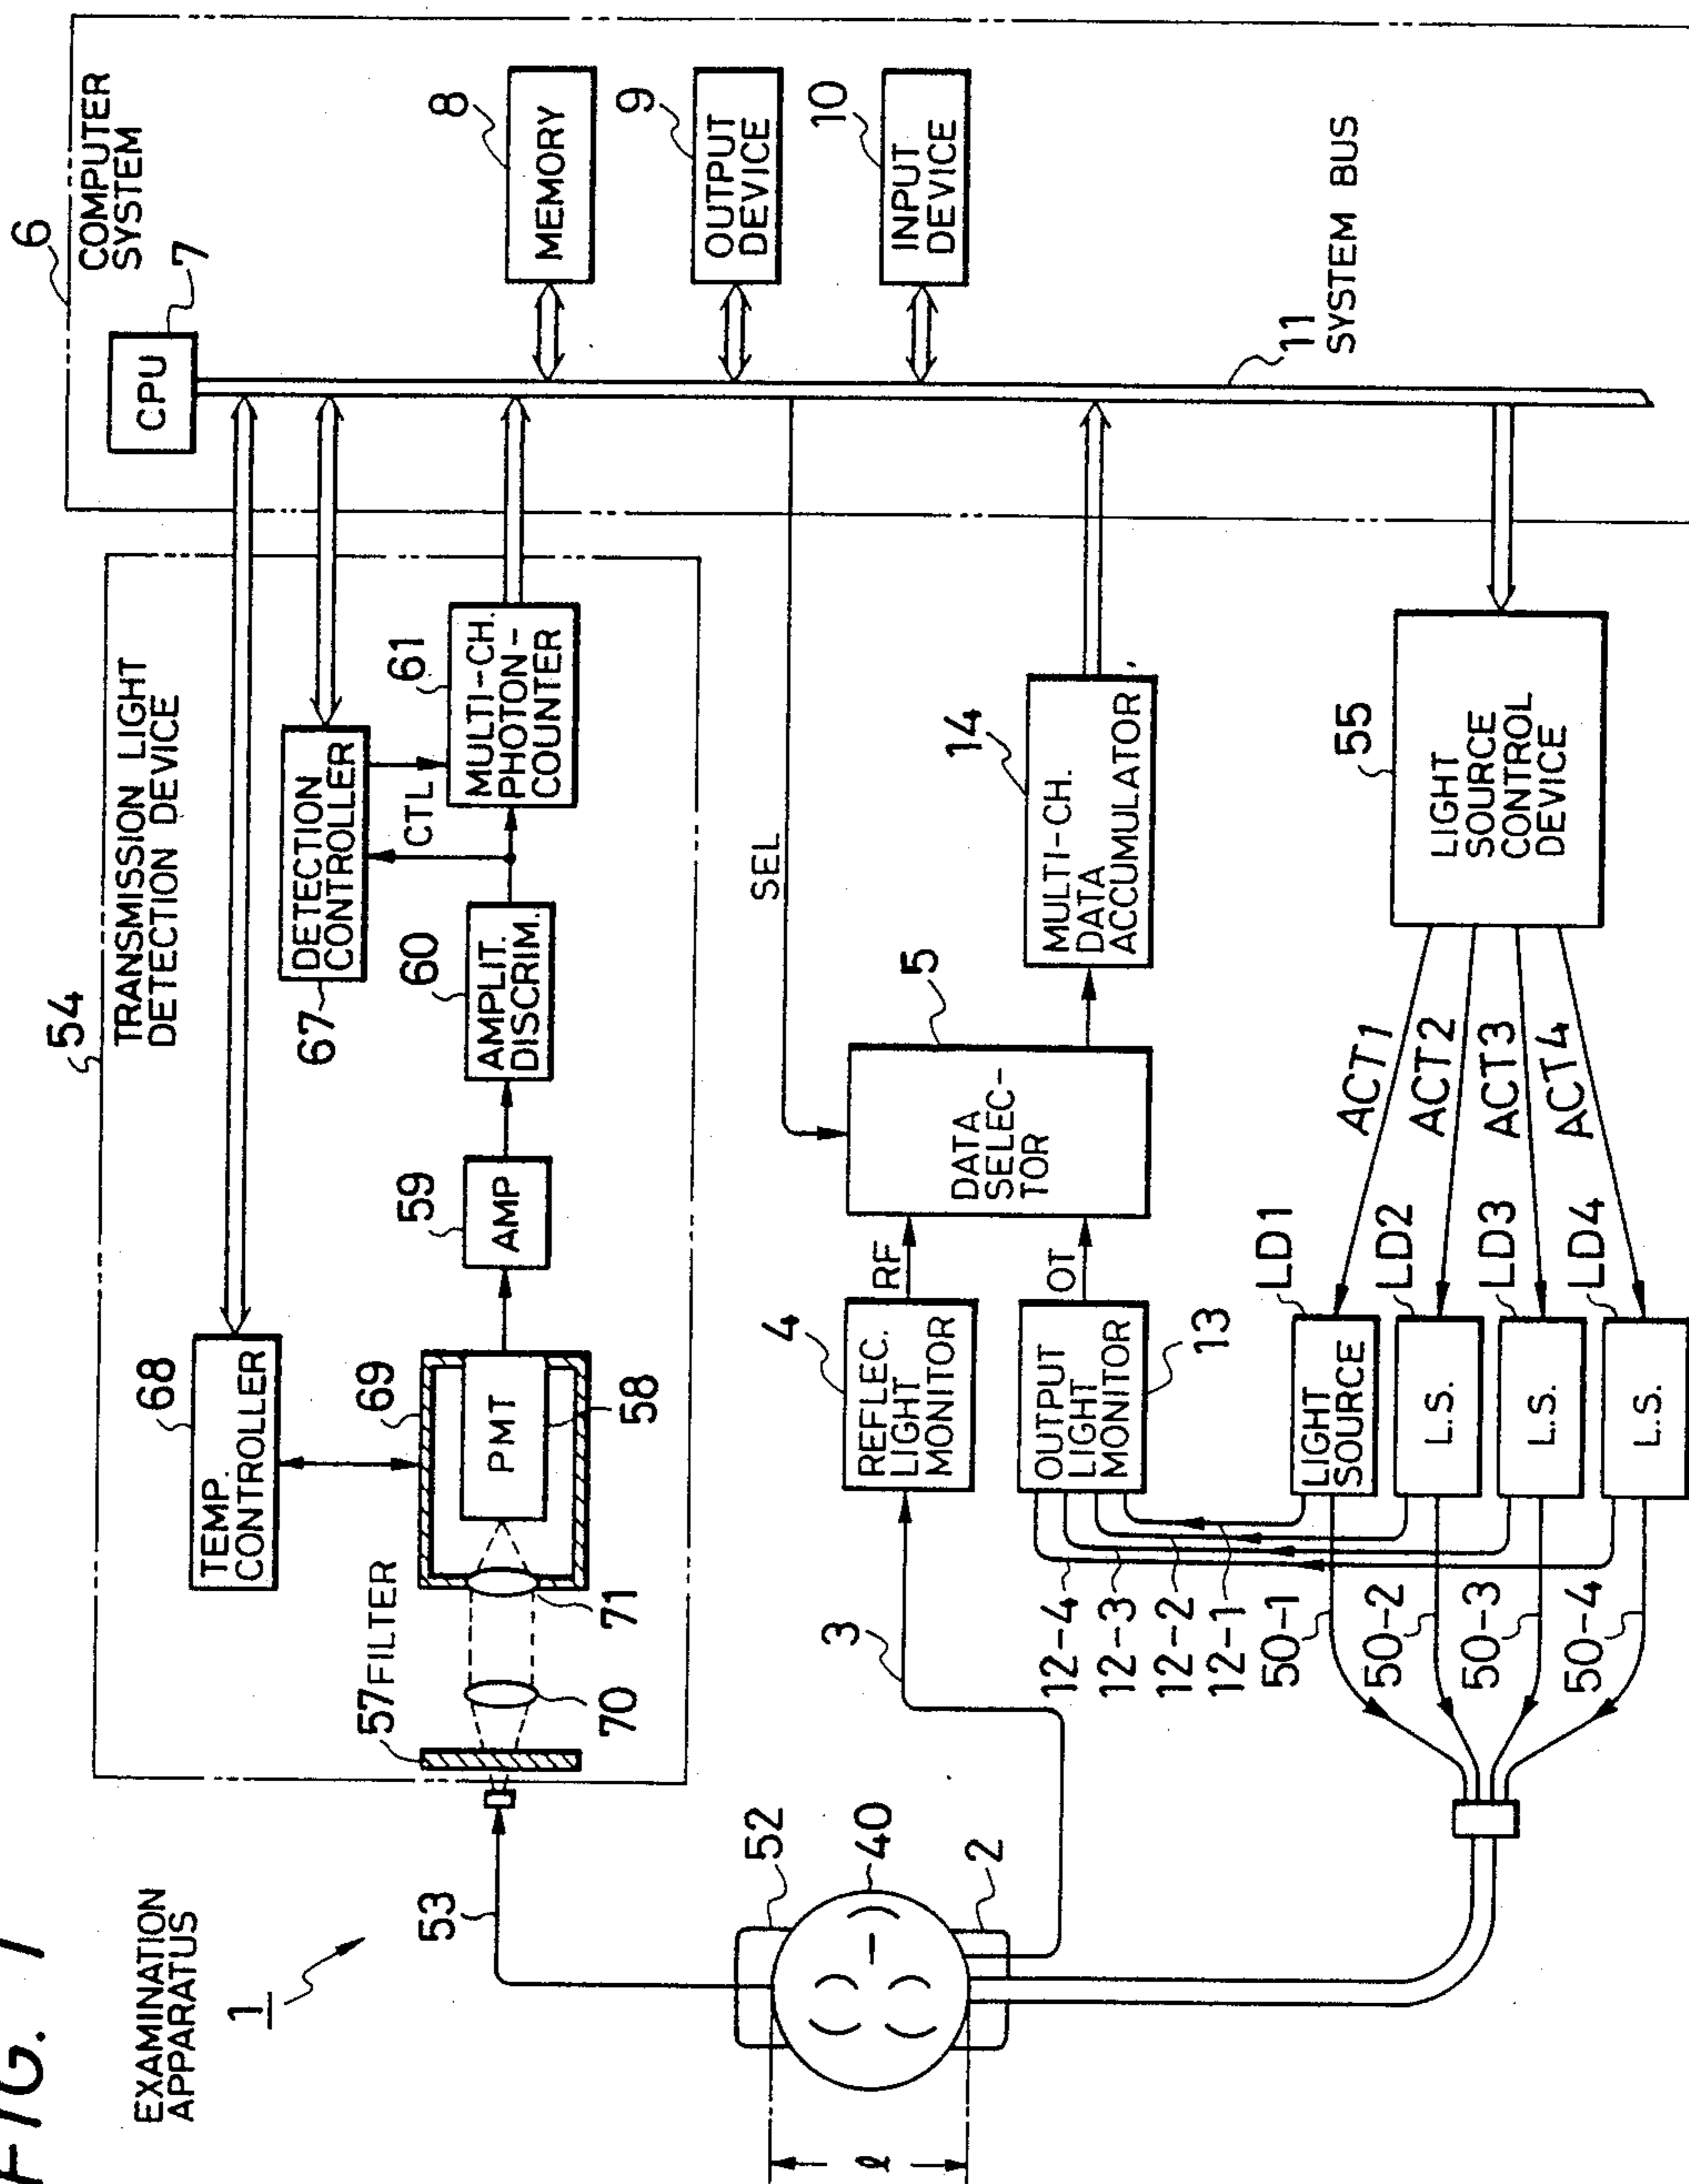 FIG. 1
EXAMINATION
APPARATUS
1
54
TRANSMISSION LIGHT
DETECTION DEVICE
68
TEMP.
CONTROLLER
67
DETECTION
CONTROLLER
CTL
57 FILTER
70
71
69
PMT
58
59
AMP
60
AMPLIT.
DISCRIM.
61
MULTI-CH.
PHOTON-
COUNTER
53
52
40
2
ℓ
3
4
REFLEC.
LIGHT
MONITOR
RF
OUTPUT
LIGHT
MONITOR
13
OT
5
DATA
SELEC-
TOR
SEL
14
MULTI-CH.
DATA
ACCUMULATOR
12-4
12-3
12-2
12-1
50-1
50-2
50-3
50-4
LIGHT
SOURCE
L.S.
L.S.
L.S.
LD1
LD2
LD3
LD4
ACT1
ACT2
ACT3
ACT4
55
LIGHT
SOURCE
CONTROL
DEVICE
6
COMPUTER
SYSTEM
CPU
7
8
MEMORY
9
OUTPUT
DEVICE
10
INPUT
DEVICE
11
SYSTEM BUS